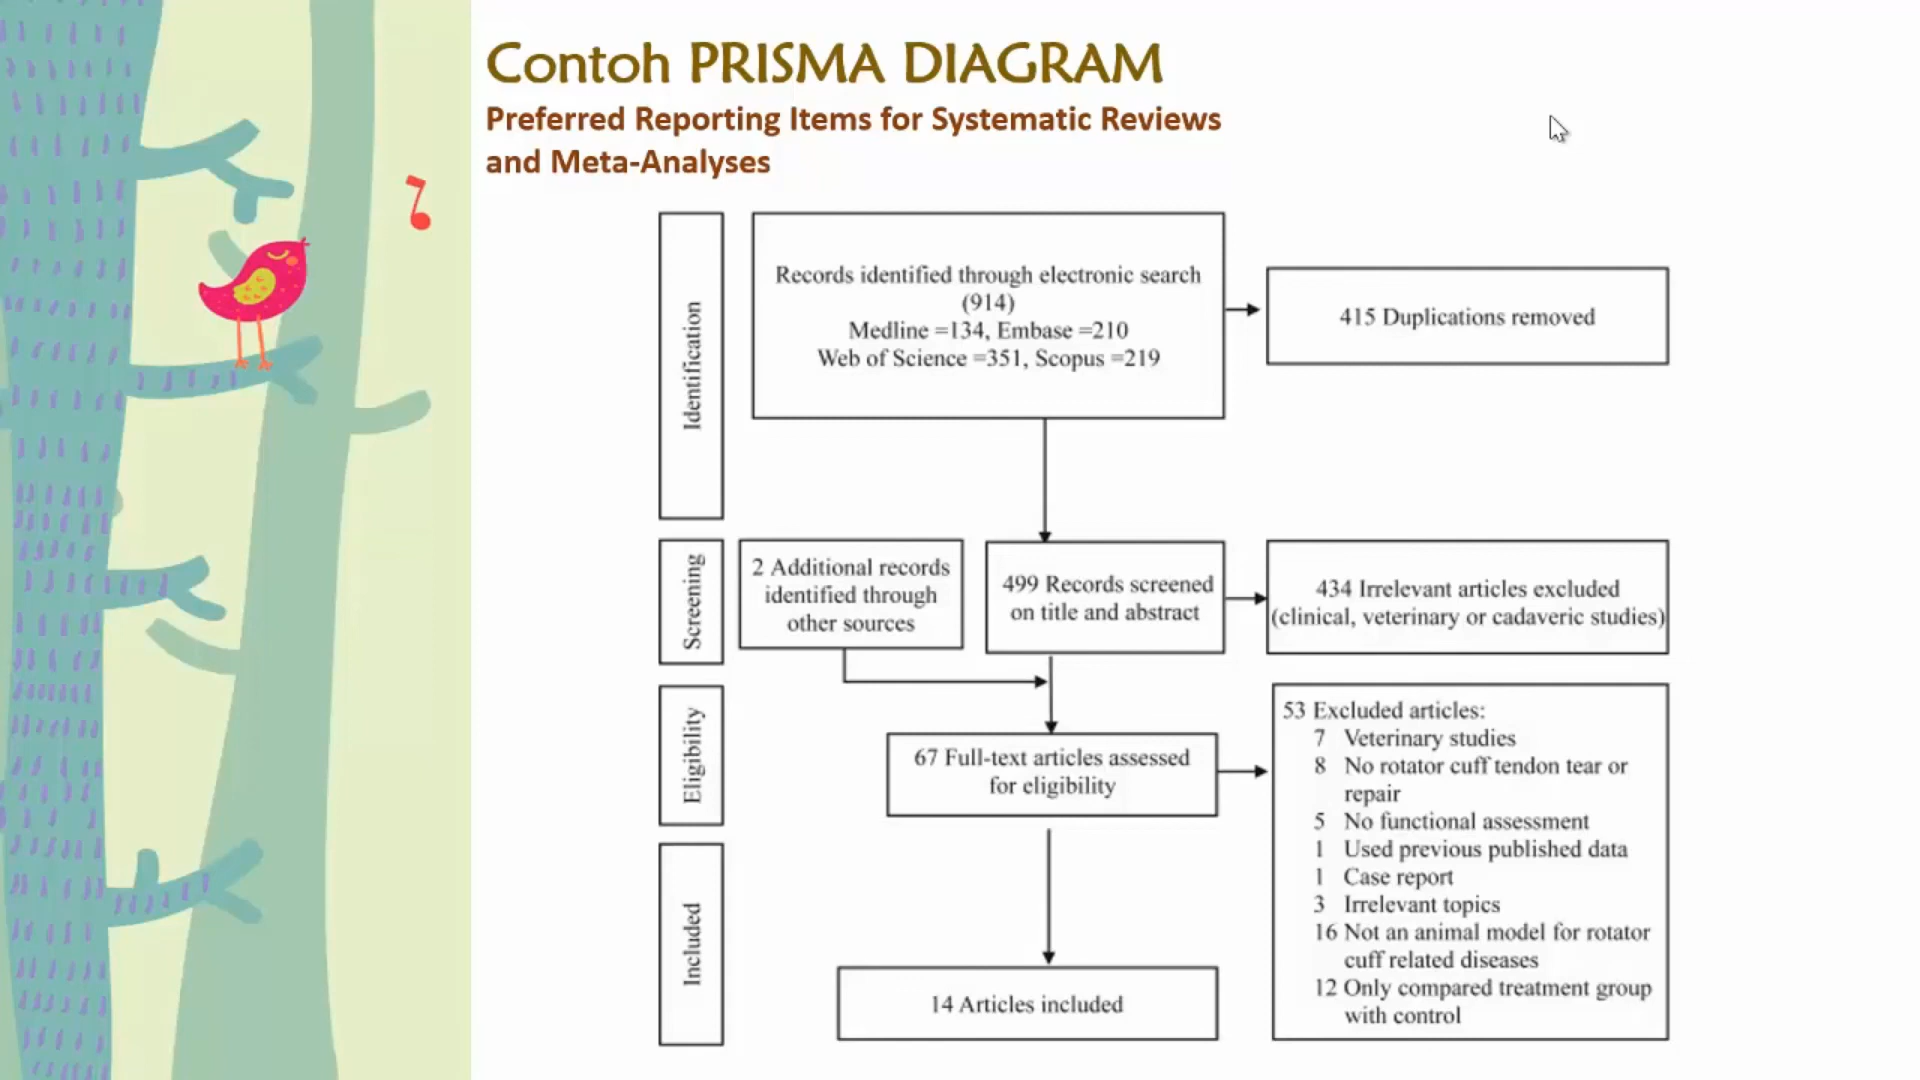 Contoh PRISMA DIAGRAM
Preferred Reporting Items for Systematic Reviews
and Meta-Analyses
Identification
Records identified through electronic search
(914)
Medline =134, Embase =210
Web of Science =351, Scopus =219
415 Duplications removed
Screening
2 Additional records
identified through
other sources
499 Records screened
on title and abstract
434 Irrelevant articles excluded
(clinical, veterinary or cadaveric studies)
Eligibility
67 Full-text articles assessed
for eligibility
53 Excluded articles:
7 Veterinary studies
8 No rotator cuff tendon tear or
repair
5 No functional assessment
1 Used previous published data
1 Case report
3 Irrelevant topics
16 Not an animal model for rotator
cuff related diseases
12 Only compared treatment group
with control
Included
14 Articles included